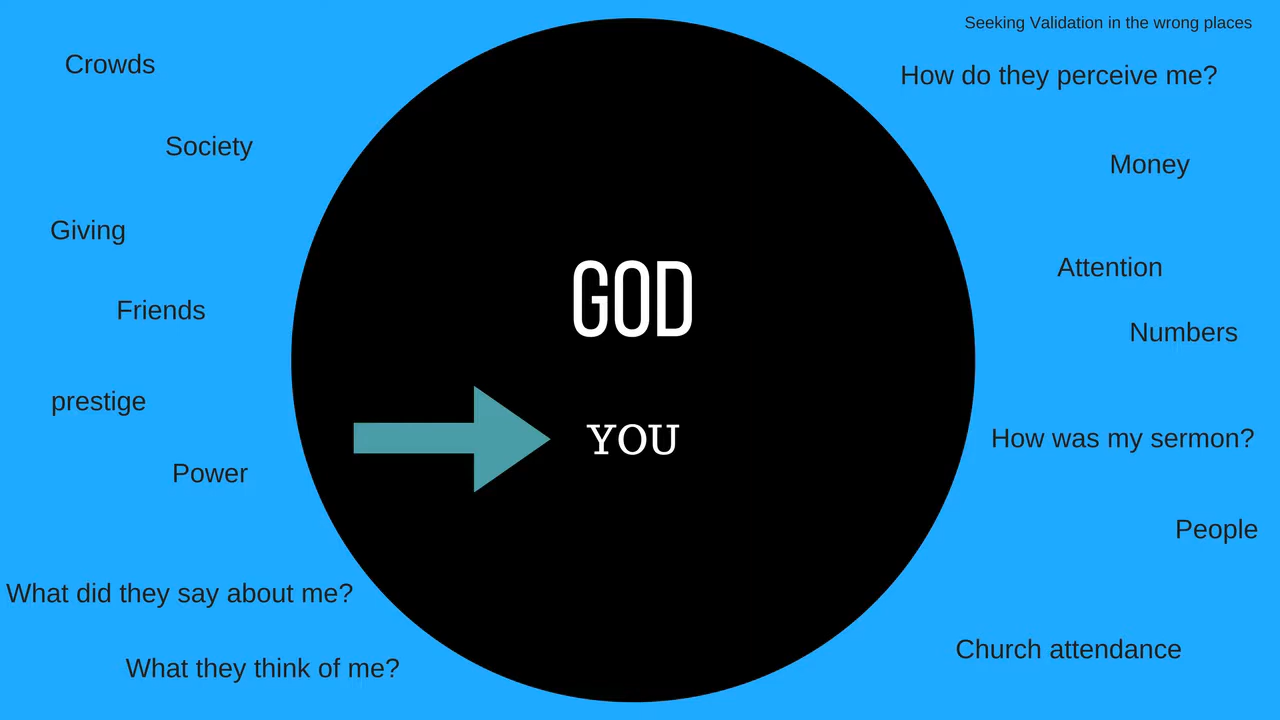 Seeking Validation in the wrong places
Crowds
Society
Giving
Friends
prestige
Power
What did they say about me?
What they think of me?
GOD
YOU
How do they perceive me?
Money
Attention
Numbers
How was my sermon?
People
Church attendance